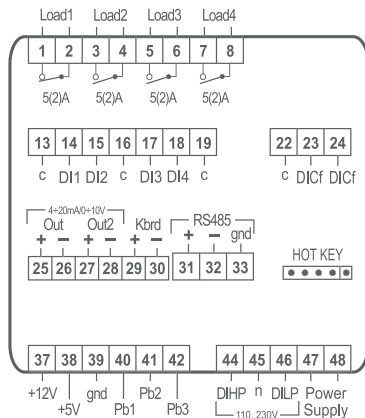 Load1 Load2 Load3 Load4
1 2 3 4 5 6 7 8
5(2)A 5(2)A 5(2)A 5(2)A
13 14 15 16 17 18 19 22 23 24
c DI1 DI2 c DI3 DI4 c c DICf DICf
4÷20mA/0÷10V
Out Out2 Kbrd RS485
+ − + − + − + − gnd
25 26 27 28 29 30 31 32 33
HOT KEY
37 38 39 40 41 42 44 45 46 47 48
+12V gnd Pb2 DIHP n DILP Power
+5V Pb1 Pb3 Supply
110, 230V